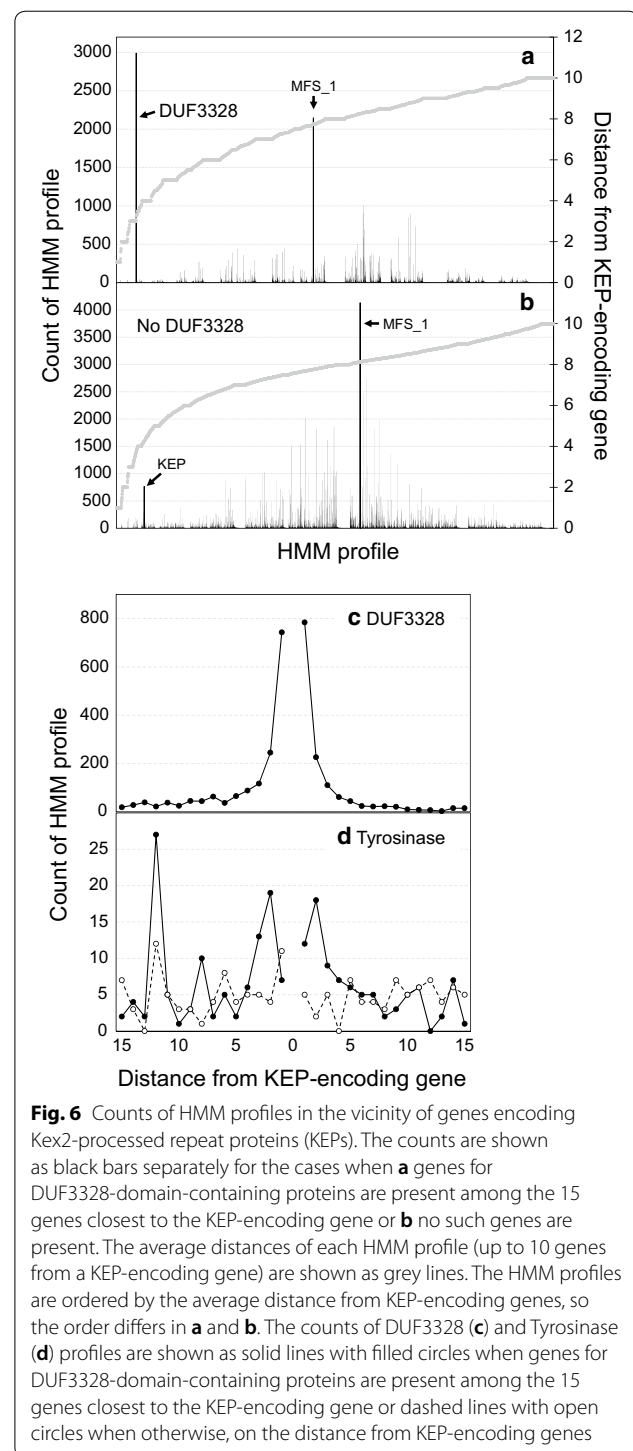 a
3000
2500
2000
1500
1000
500
0
DUF3328
MFS_1
12
10
8
6
4
2
0
Count of HMM profile
Distance from KEP-encoding gene
b
No DUF3328
4000
3500
3000
2500
2000
1500
1000
500
0
MFS_1
KEP
10
8
6
4
2
0
HMM profile
c DUF3328
800
600
400
200
0
Count of HMM profile
d Tyrosinase
25
20
15
10
5
0
15 10 5 0 5 10 15
Distance from KEP-encoding gene
Fig. 6 Counts of HMM profiles in the vicinity of genes encoding
Kex2-processed repeat proteins (KEPs). The counts are shown
as black bars separately for the cases when a genes for
DUF3328-domain-containing proteins are present among the 15
genes closest to the KEP-encoding gene or b no such genes are
present. The average distances of each HMM profile (up to 10 genes
from a KEP-encoding gene) are shown as grey lines. The HMM profiles
are ordered by the average distance from KEP-encoding genes, so
the order differs in a and b. The counts of DUF3328 (c) and Tyrosinase
(d) profiles are shown as solid lines with filled circles when genes for
DUF3328-domain-containing proteins are present among the 15
genes closest to the KEP-encoding gene or dashed lines with open
circles when otherwise, on the distance from KEP-encoding genes